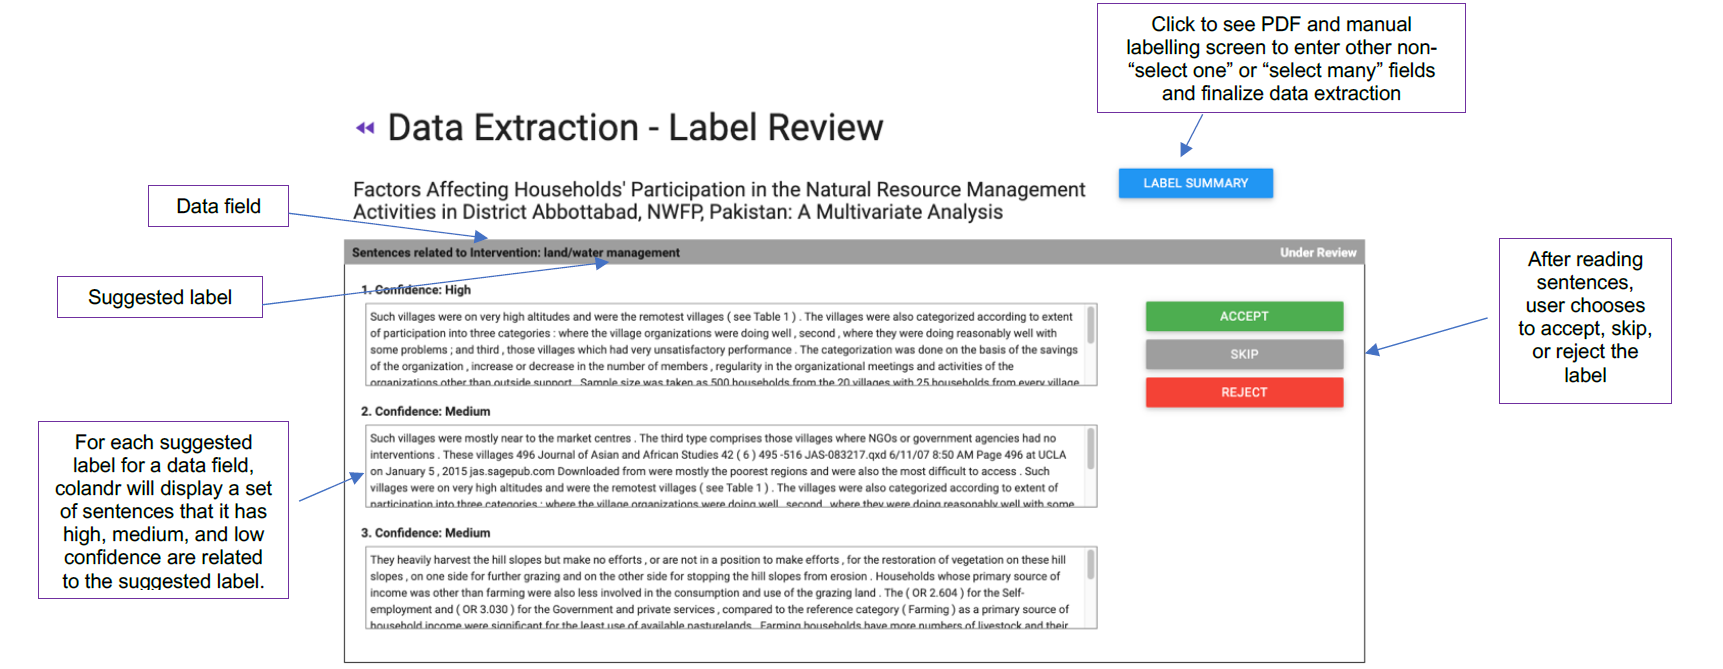 Click to see PDF and manual
labelling screen to enter other non-
“select one” or “select many” fields
and finalize data extraction
Data Extraction - Label Review
Factors Affecting Households' Participation in the Natural Resource Management
Activities in District Abbottabad, NWFP, Pakistan: A Multivariate Analysis
LABEL SUMMARY
Data field
Suggested label
Sentences related to Intervention: land/water management
Under Review
1. Confidence: High
Such villages were on very high altitudes and were the remotest villages ( see Table 1 ) . The villages were also categorized according to extent
of participation into three categories : where the village organizations were doing well , second , where they were doing reasonably well with
some problems ; and third , those villages which had very unsatisfactory performance . The categorization was done on the basis of the savings
of the organization , increase or decrease in the number of members , regularity in the organizational meetings and activities of the
organizations other than outside support . Sample size was taken as 500 households from the 20 villages with 25 households from every village
ACCEPT
SKIP
REJECT
After reading
sentences,
user chooses
to accept, skip,
or reject the
label
For each suggested
label for a data field,
colandr will display a set
of sentences that it has
high, medium, and low
confidence are related
to the suggested label.
2. Confidence: Medium
Such villages were mostly near to the market centres . The third type comprises those villages where NGOs or government agencies had no
interventions . These villages 496 Journal of Asian and African Studies 42 ( 6 ) 495 -516 JAS-083217.qxd 6/11/07 8:50 AM Page 496 at UCLA
on January 5 , 2015 jas.sagepub.com Downloaded from were mostly the poorest regions and were also the most difficult to access . Such
villages were on very high altitudes and were the remotest villages ( see Table 1 ) . The villages were also categorized according to extent of
participation into three categories : where the village organizations were doing well , second , where they were doing reasonably well with some
3. Confidence: Medium
They heavily harvest the hill slopes but make no efforts , or are not in a position to make efforts , for the restoration of vegetation on these hill
slopes , on one side for further grazing and on the other side for stopping the hill slopes from erosion . Households whose primary source of
income was other than farming were also less involved in the consumption and use of the grazing land . The ( OR 2.604 ) for the Self-
employment and ( OR 3.030 ) for the Government and private services , compared to the reference category ( Farming ) as a primary source of
household income were significant for the least use of available pasturelands . Farming households have more numbers of livestock and their